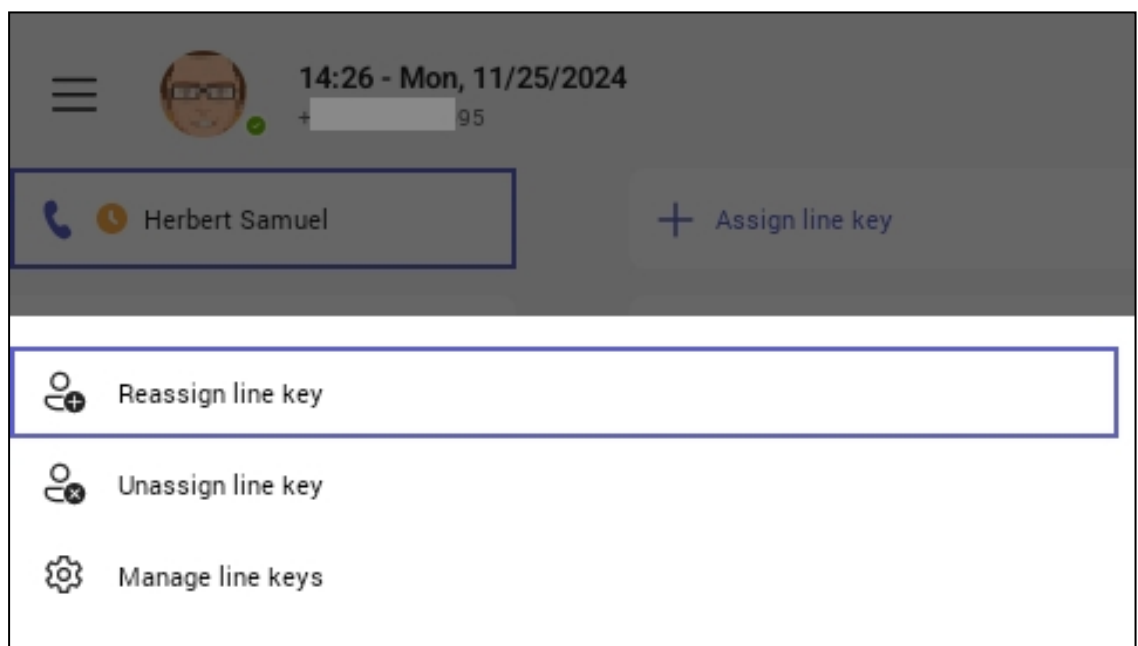 14:26 - Mon, 11/25/2024
+ 95
Herbert Samuel
+ Assign line key
Reassign line key
Unassign line key
Manage line keys